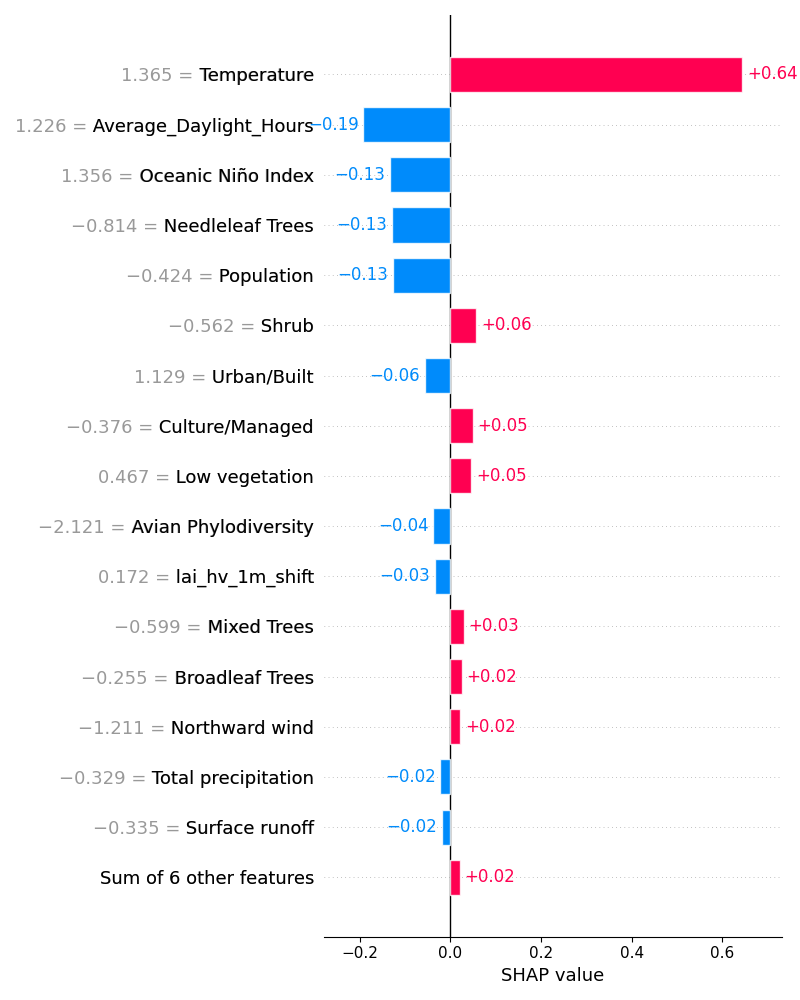 1.365 = Temperature +0.64
1.226 = Average_Daylight_Hours −0.19
1.356 = Oceanic Niño Index −0.13
−0.814 = Needleleaf Trees −0.13
−0.424 = Population −0.13
−0.562 = Shrub +0.06
1.129 = Urban/Built −0.06
−0.376 = Culture/Managed +0.05
0.467 = Low vegetation +0.05
−2.121 = Avian Phylodiversity −0.04
0.172 = lai_hv_1m_shift −0.03
−0.599 = Mixed Trees +0.03
−0.255 = Broadleaf Trees +0.02
−1.211 = Northward wind +0.02
−0.329 = Total precipitation −0.02
−0.335 = Surface runoff −0.02
Sum of 6 other features +0.02
−0.2 0.0 0.2 0.4 0.6
SHAP value